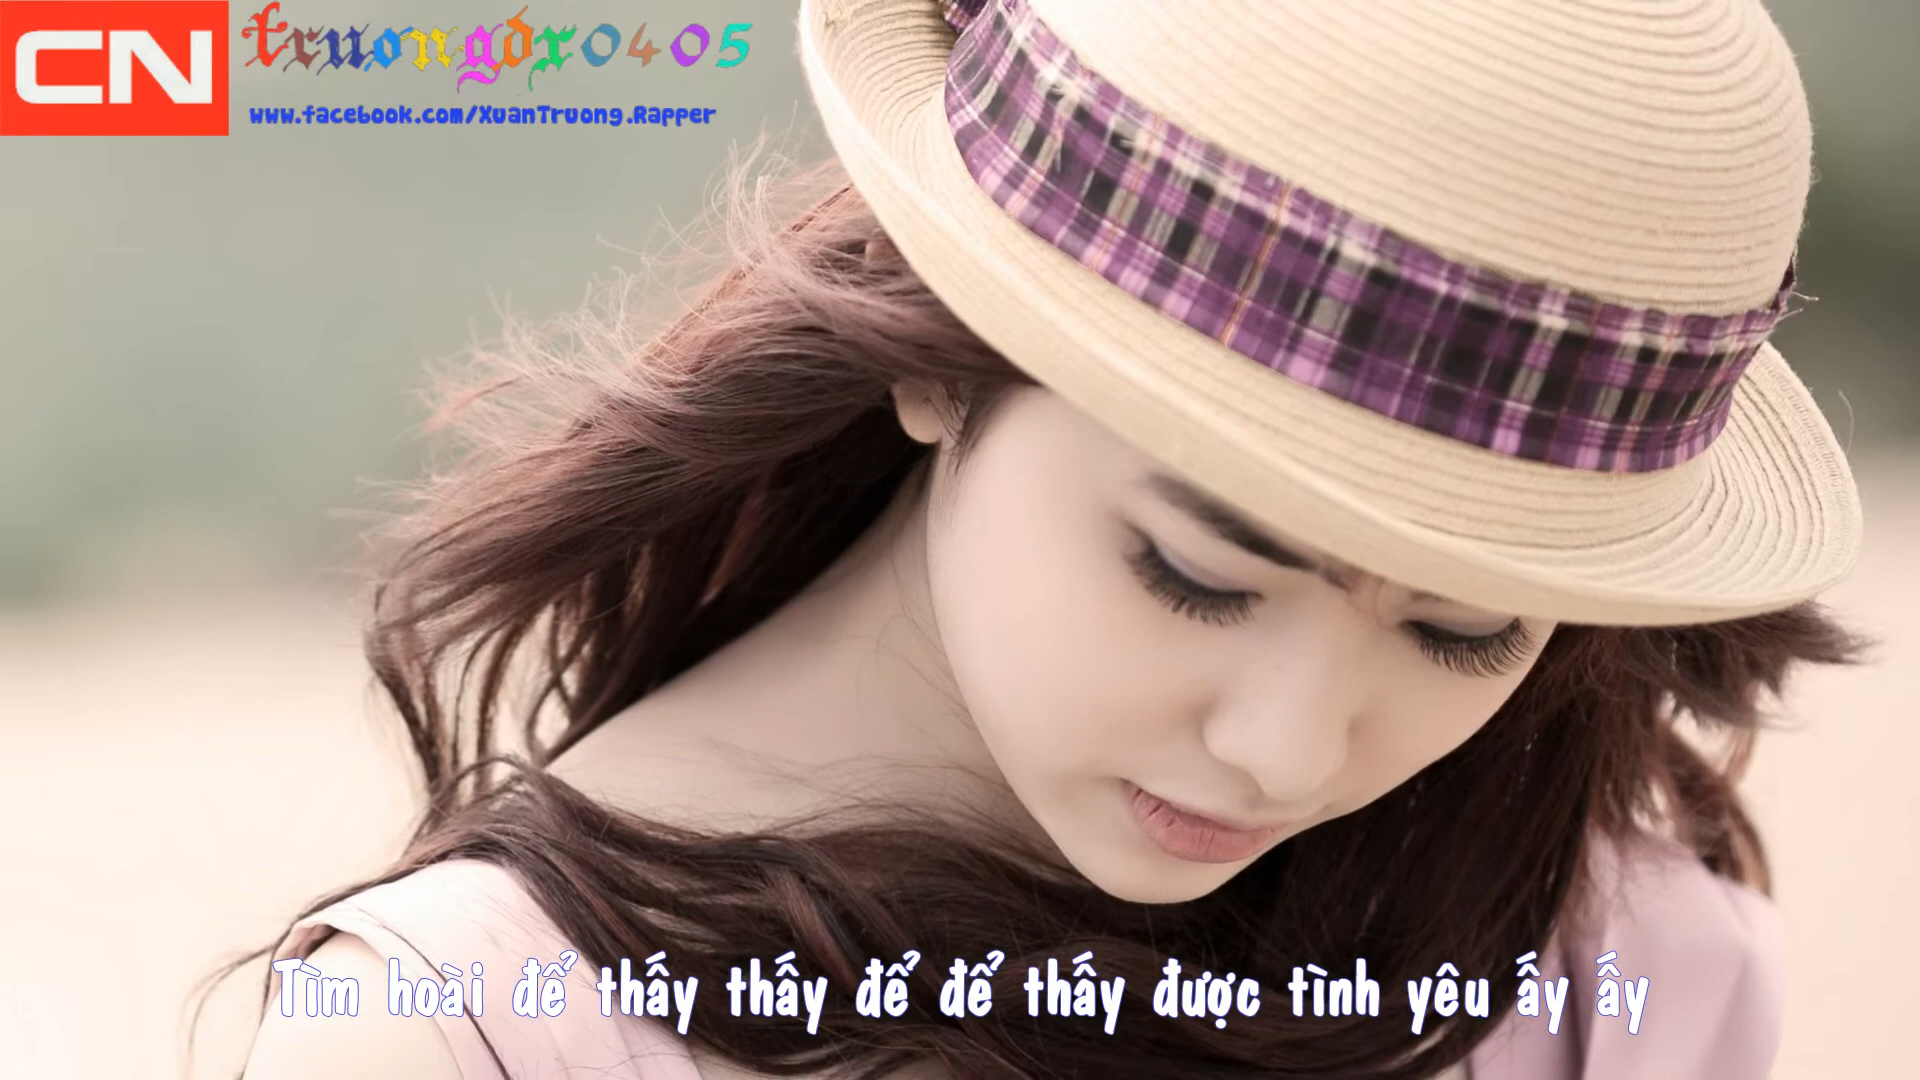 CN
truongdx0405
www.facebook.com/XuanTruong.Rapper
Tìm hoài để thấy thấy để để thấy được tình yêu ấy ấy